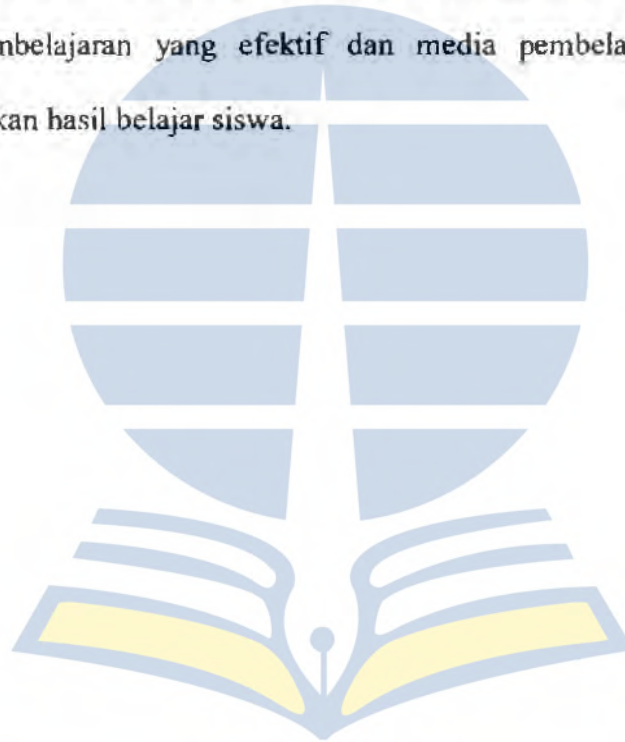 mbelajaran yang efektif dan media pembela
kan hasil belajar siswa.